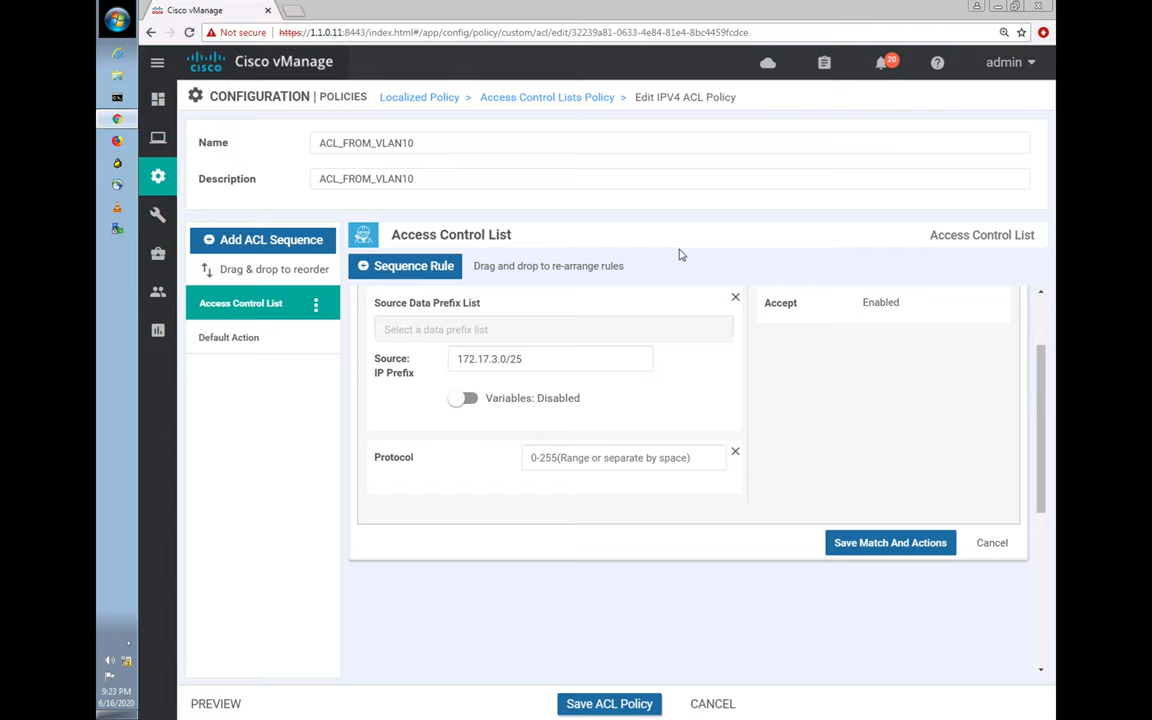 Cisco vManage
Not secure https://1.1.0.11:8443/index.html#/app/config/policy/custom/acl/edit/32239a81-0633-4e84-81e4-8bc4459fcdce
CISCO Cisco vManage 20 admin
CONFIGURATION | POLICIES Localized Policy > Access Control Lists Policy > Edit IPV4 ACL Policy
Name ACL_FROM_VLAN10
Description ACL_FROM_VLAN10
Add ACL Sequence
Drag & drop to reorder
Access Control List
Default Action
Access Control List Access Control List
Sequence Rule Drag and drop to re-arrange rules
Source Data Prefix List Accept Enabled
Select a data prefix list
Source: 172.17.3.0/25
IP Prefix
Variables: Disabled
Protocol 0-255(Range or separate by space)
Save Match And Actions Cancel
PREVIEW Save ACL Policy CANCEL
9:23 PM
6/16/2020